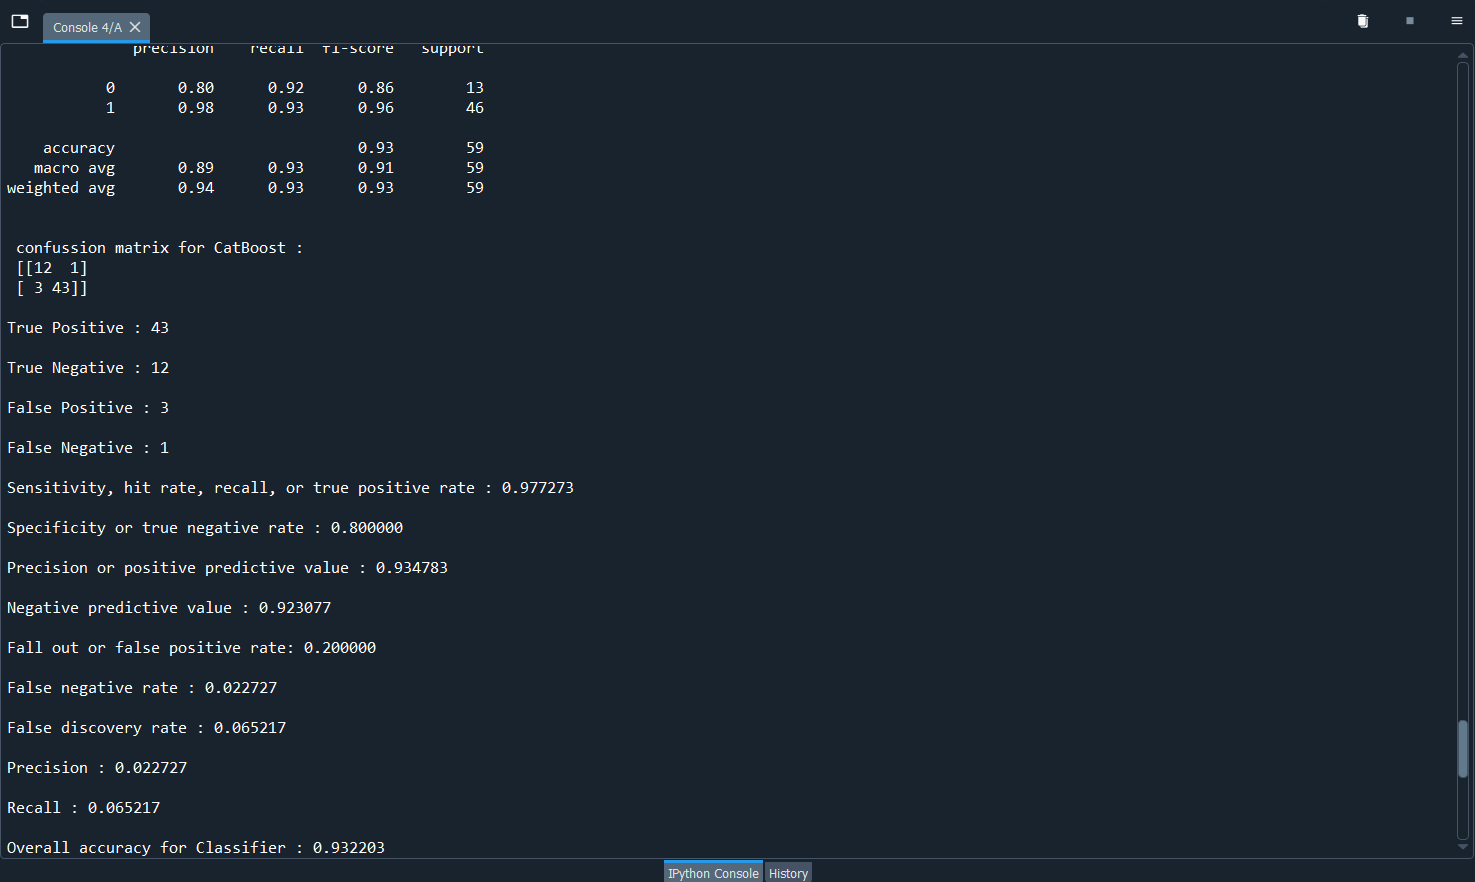 Console 4/A
precision recall f1-score support
0 0.80 0.92 0.86 13
1 0.98 0.93 0.96 46
accuracy 0.93 59
macro avg 0.89 0.93 0.91 59
weighted avg 0.94 0.93 0.93 59
confussion matrix for CatBoost :
[[12 1]
[ 3 43]]
True Positive : 43
True Negative : 12
False Positive : 3
False Negative : 1
Sensitivity, hit rate, recall, or true positive rate : 0.977273
Specificity or true negative rate : 0.800000
Precision or positive predictive value : 0.934783
Negative predictive value : 0.923077
Fall out or false positive rate: 0.200000
False negative rate : 0.022727
False discovery rate : 0.065217
Precision : 0.022727
Recall : 0.065217
Overall accuracy for Classifier : 0.932203
IPython Console History